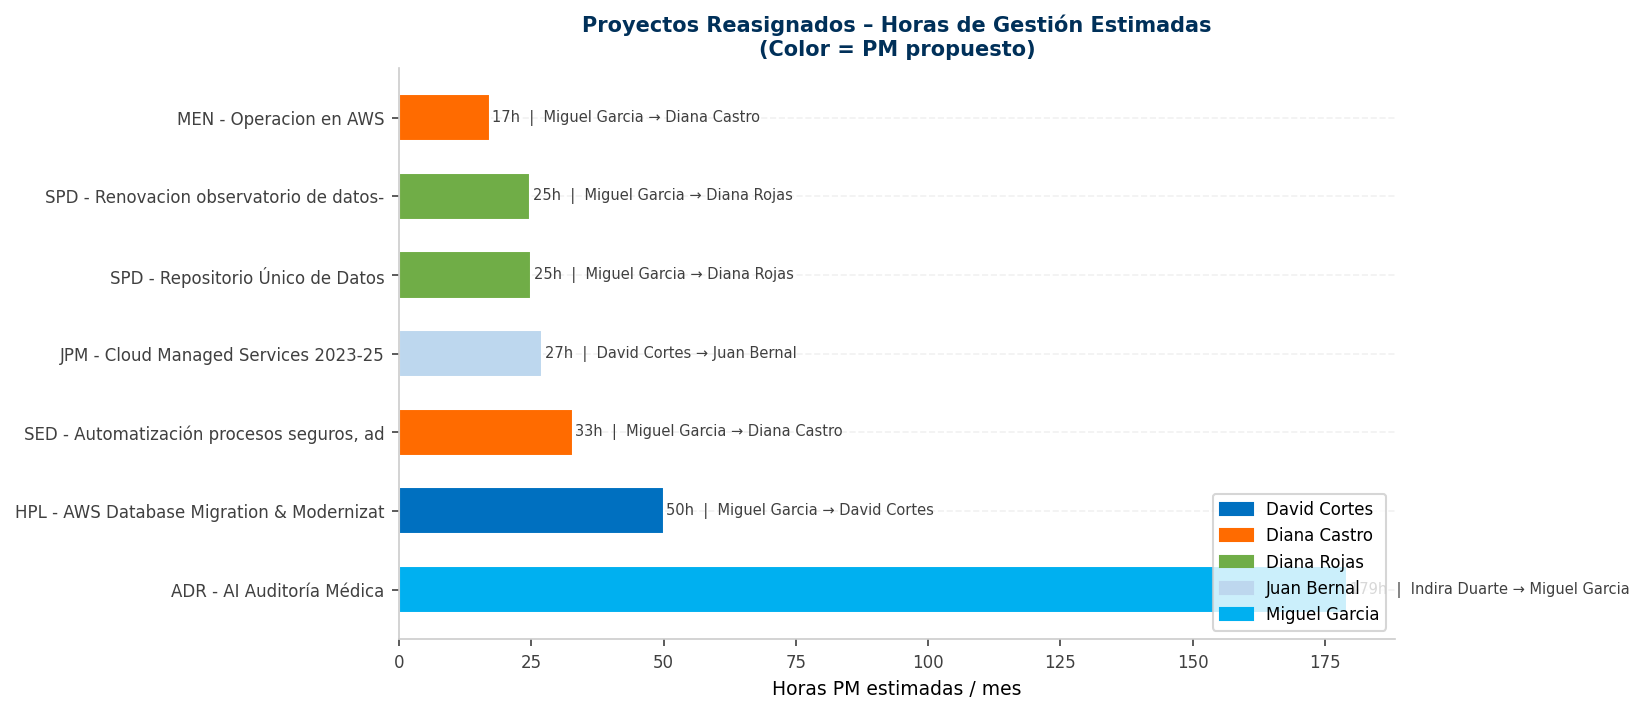 Proyectos Reasignados – Horas de Gestión Estimadas
(Color = PM propuesto)
MEN - Operacion en AWS
17h | Miguel Garcia → Diana Castro
SPD - Renovacion observatorio de datos-
25h | Miguel Garcia → Diana Rojas
SPD - Repositorio Único de Datos
25h | Miguel Garcia → Diana Rojas
JPM - Cloud Managed Services 2023-25
27h | David Cortes → Juan Bernal
SED - Automatización procesos seguros, ad
33h | Miguel Garcia → Diana Castro
HPL - AWS Database Migration & Modernizat
50h | Miguel Garcia → David Cortes
ADR - AI Auditoría Médica
| Indira Duarte → Miguel Garcia
David Cortes
Diana Castro
Diana Rojas
Juan Bernal
Miguel Garcia
0 25 50 75 100 125 150 175
Horas PM estimadas / mes